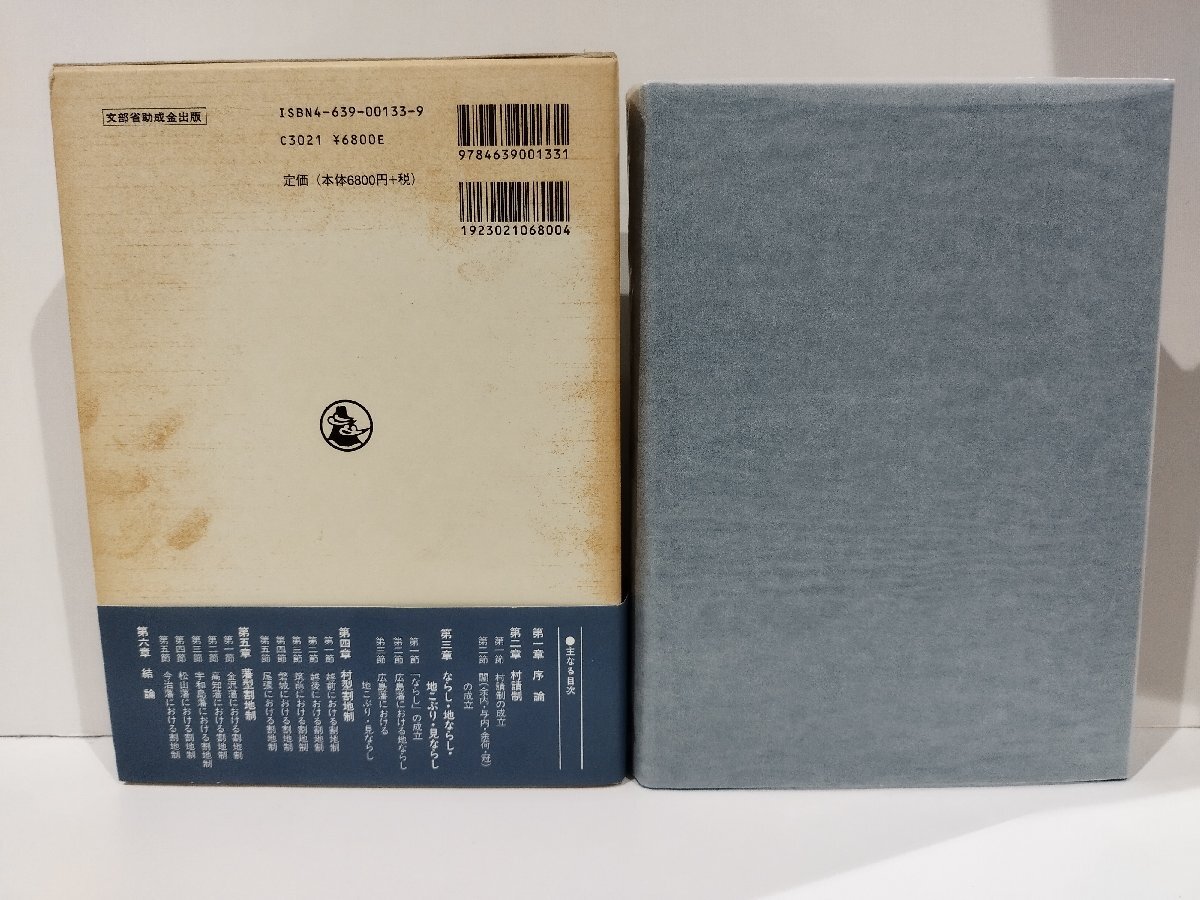 文部省助成金出版
ISBN4-639-00133-9
C3021 ¥6800E
定価（本体6800円+税）
9784639001331
1923021068004
●主なる目次
第一章 序論
第二章 村請制
第一節 村請制の成立
第二節
の成立
第三章 ならし・地ならし・
地こぶり・見ならし
第一節 「ならし」の成立
第二節 広島藩における地ならし
第三節 広島藩における
地こぶり・見ならし
第四章 村型割地制
第一節 越前における割地制
第二節 越後における割地制
第三節 における割地制
第四節 における割地制
第五節 尾張における割地制
第五章 藩型割地制
第一節 金沢藩における割地制
第二節 高知藩における割地制
第三節 宇和島藩における割地制
第四節 松山藩における割地制
第五節 今治藩における割地制
第六章 結論